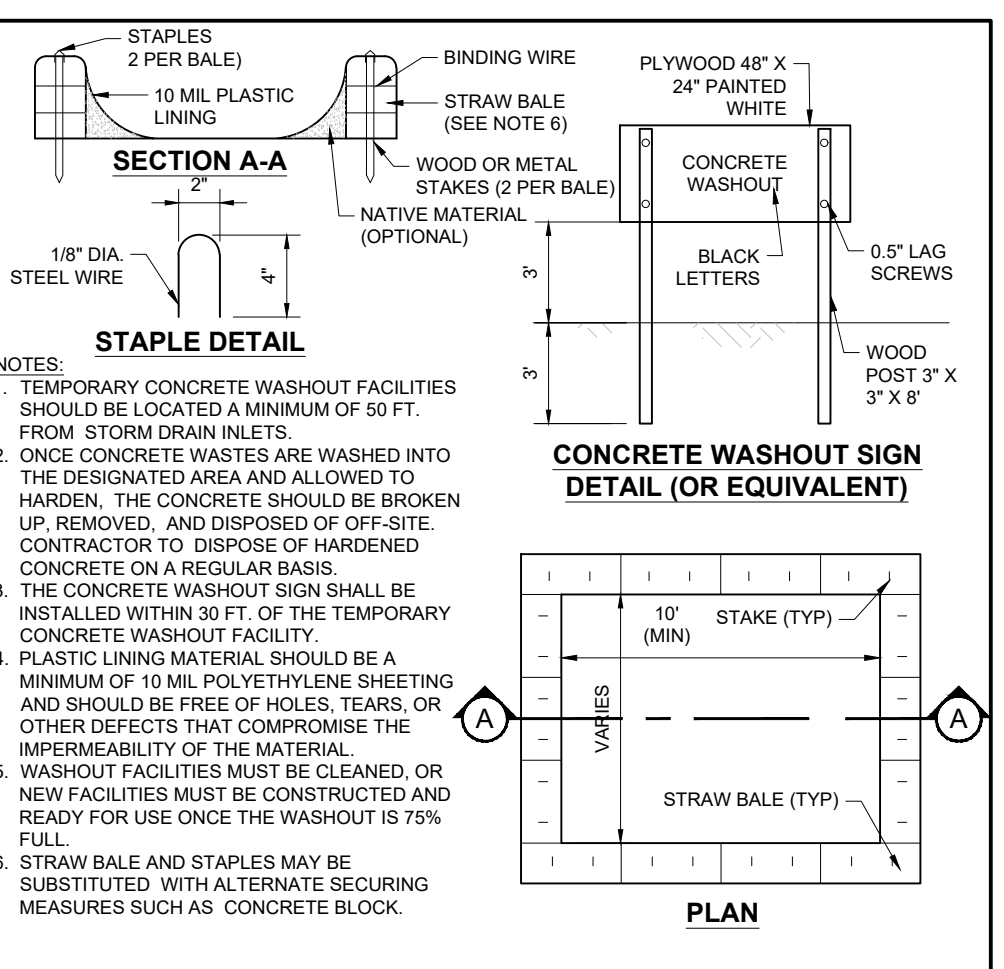 STAPLES
2 PER BALE)
10 MIL PLASTIC
LINING
BINDING WIRE
STRAW BALE
(SEE NOTE 6)
WOOD OR METAL
STAKES (2 PER BALE)
NATIVE MATERIAL
(OPTIONAL)
SECTION A-A
2"
1/8" DIA.
STEEL WIRE
4"
STAPLE DETAIL
PLYWOOD 48" X
24" PAINTED
WHITE
CONCRETE
WASHOUT
BLACK
LETTERS
0.5" LAG
SCREWS
3'
3'
WOOD
POST 3" X
3" X 8'
CONCRETE WASHOUT SIGN
DETAIL (OR EQUIVALENT)
NOTES:
. TEMPORARY CONCRETE WASHOUT FACILITIES
SHOULD BE LOCATED A MINIMUM OF 50 FT.
FROM STORM DRAIN INLETS.
2. ONCE CONCRETE WASTES ARE WASHED INTO
THE DESIGNATED AREA AND ALLOWED TO
HARDEN, THE CONCRETE SHOULD BE BROKEN
UP, REMOVED, AND DISPOSED OF OFF-SITE.
CONTRACTOR TO DISPOSE OF HARDENED
CONCRETE ON A REGULAR BASIS.
3. THE CONCRETE WASHOUT SIGN SHALL BE
INSTALLED WITHIN 30 FT. OF THE TEMPORARY
CONCRETE WASHOUT FACILITY.
4. PLASTIC LINING MATERIAL SHOULD BE A
MINIMUM OF 10 MIL POLYETHYLENE SHEETING
AND SHOULD BE FREE OF HOLES, TEARS, OR
OTHER DEFECTS THAT COMPROMISE THE
IMPERMEABILITY OF THE MATERIAL.
5. WASHOUT FACILITIES MUST BE CLEANED, OR
NEW FACILITIES MUST BE CONSTRUCTED AND
READY FOR USE ONCE THE WASHOUT IS 75%
FULL.
6. STRAW BALE AND STAPLES MAY BE
SUBSTITUTED WITH ALTERNATE SECURING
MEASURES SUCH AS CONCRETE BLOCK.
10'
(MIN)
STAKE (TYP)
VARIES
A
A
STRAW BALE (TYP)
PLAN